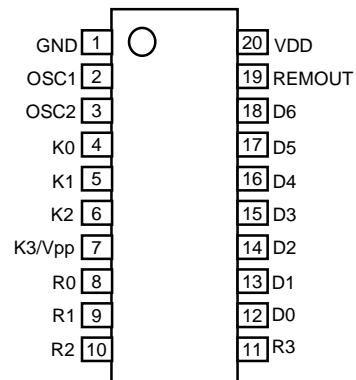 GND 1 20 VDD
OSC1 2 19 REMOUT
OSC2 3 18 D6
K0 4 17 D5
K1 5 16 D4
K2 6 15 D3
K3/Vpp 7 14 D2
R0 8 13 D1
R1 9 12 D0
R2 10 11 R3